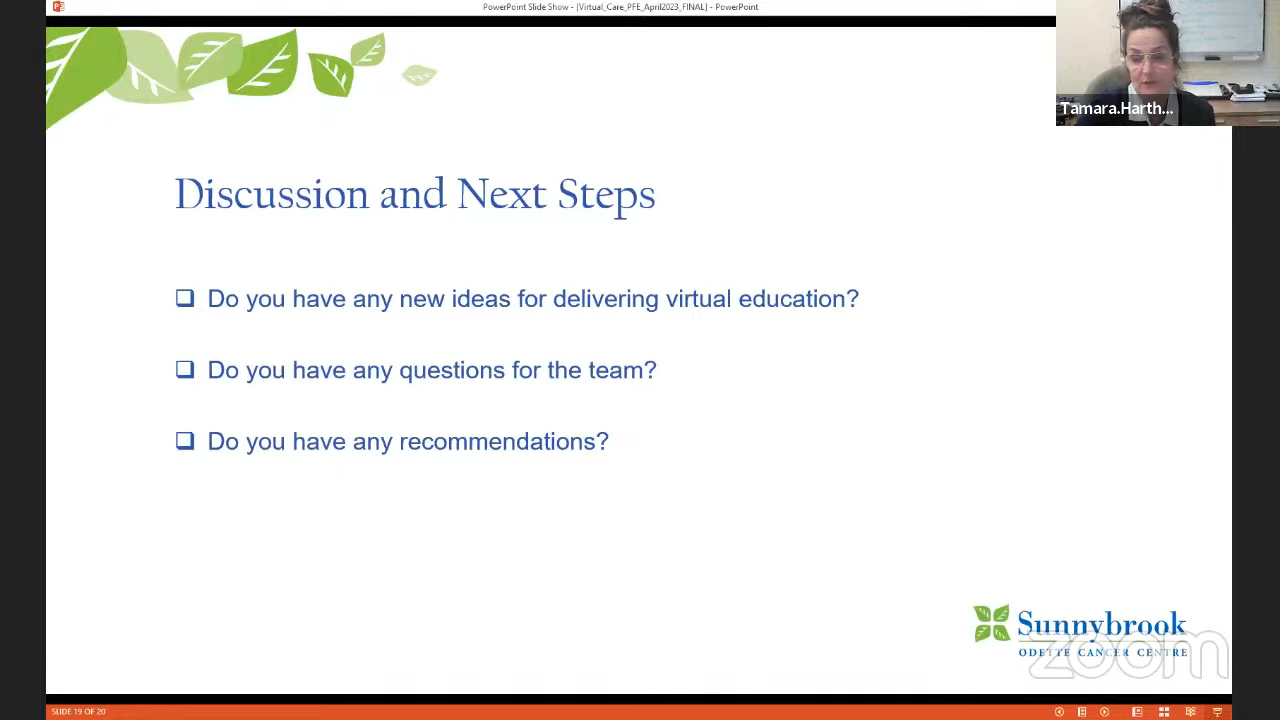 PowerPoint Slide Show - [Virtual_Care_PFE_April2023_FINAL] - PowerPoint
Tamara.Harth...
Discussion and Next Steps
❑ Do you have any new ideas for delivering virtual education?
❑ Do you have any questions for the team?
❑ Do you have any recommendations?
Sunnybrook
ODETTE CANCER CENTRE
zoom
SLIDE 19 OF 20